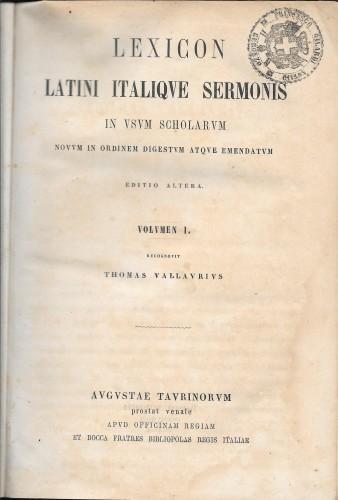 LEXICON
LATINI ITALIQVE SERMONIS
IN VSVM SCHOLARVM
NOVVM IN ORDINEM DIGESTVM ATQVE EMENDATVM
EDITIO ALTERA.
VOLVMEN I.
RECOGNOVIT
THOMAS VALLAVRIVS
AVGVSTAE TAVRINORVM
prostat venale
APVD OFFICINAM REGIAM
ET BOCCA FRATRES BIBLIOPOLAS REGIS ITALIAE